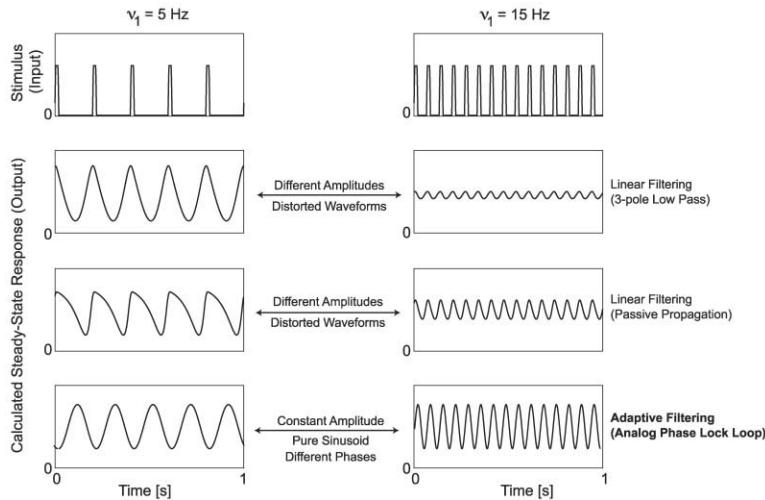 ν1 = 5 Hz
ν1 = 15 Hz
Stimulus
(Input)
0
0
Calculated Steady-State Response (Output)
0
Different Amplitudes
Distorted Waveforms
0
Linear Filtering
(3-pole Low Pass)
0
Different Amplitudes
Distorted Waveforms
0
Linear Filtering
(Passive Propagation)
0
Constant Amplitude
Pure Sinusoid
Different Phases
0
Adaptive Filtering
(Analog Phase Lock Loop)
0
1
0
1
Time [s]
Time [s]